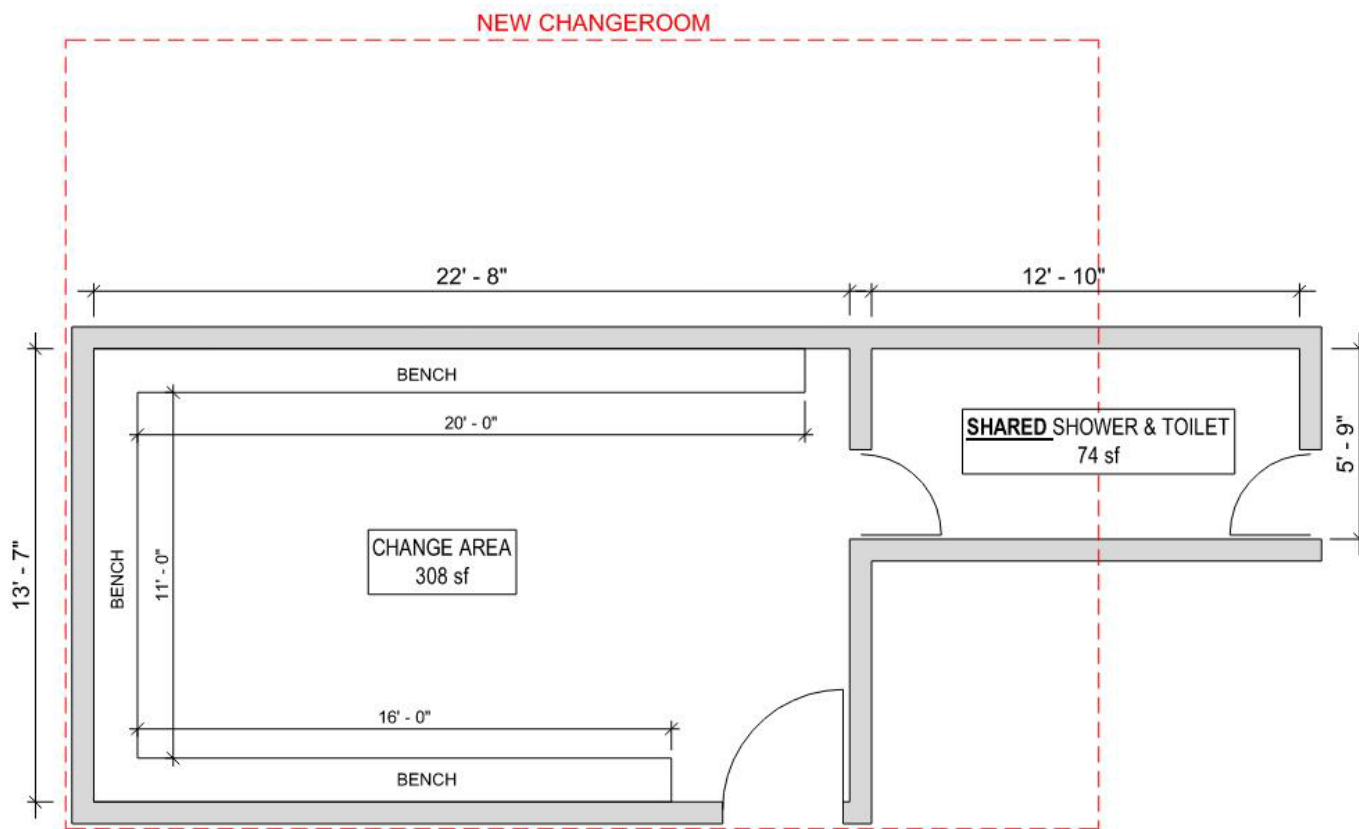 NEW CHANGEROOM
22' - 8"
12' - 10"
BENCH
20' - 0"
SHARED SHOWER & TOILET
74 sf
5' - 9"
13' - 7"
BENCH
11' - 0"
CHANGE AREA
308 sf
16' - 0"
BENCH